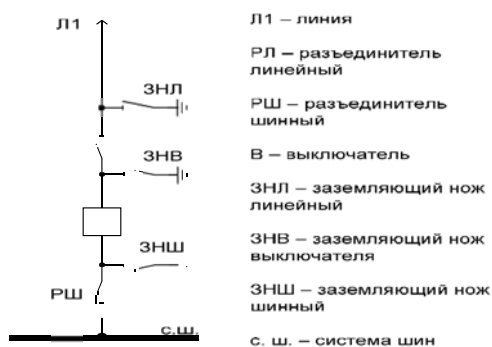 Л1
ЗНЛ
ЗНВ
ЗНШ
РШ
с.ш.
Л1 – линия
РЛ – разъединитель
линейный
РШ – разъединитель
шинный
В – выключатель
ЗНЛ – заземляющий нож
линейный
ЗНВ – заземляющий нож
выключателя
ЗНШ – заземляющий нож
шинный
с. ш. – система шин